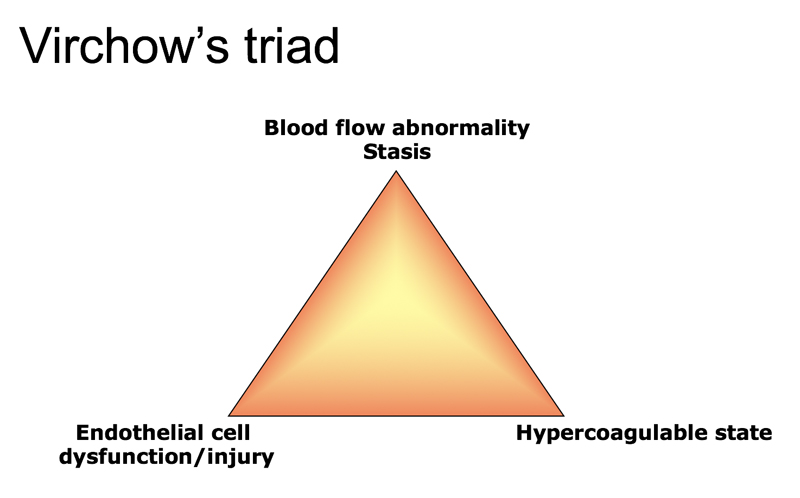 Virchow’s triad
Blood flow abnormality
Stasis
Endothelial cell
dysfunction/injury
Hypercoagulable state